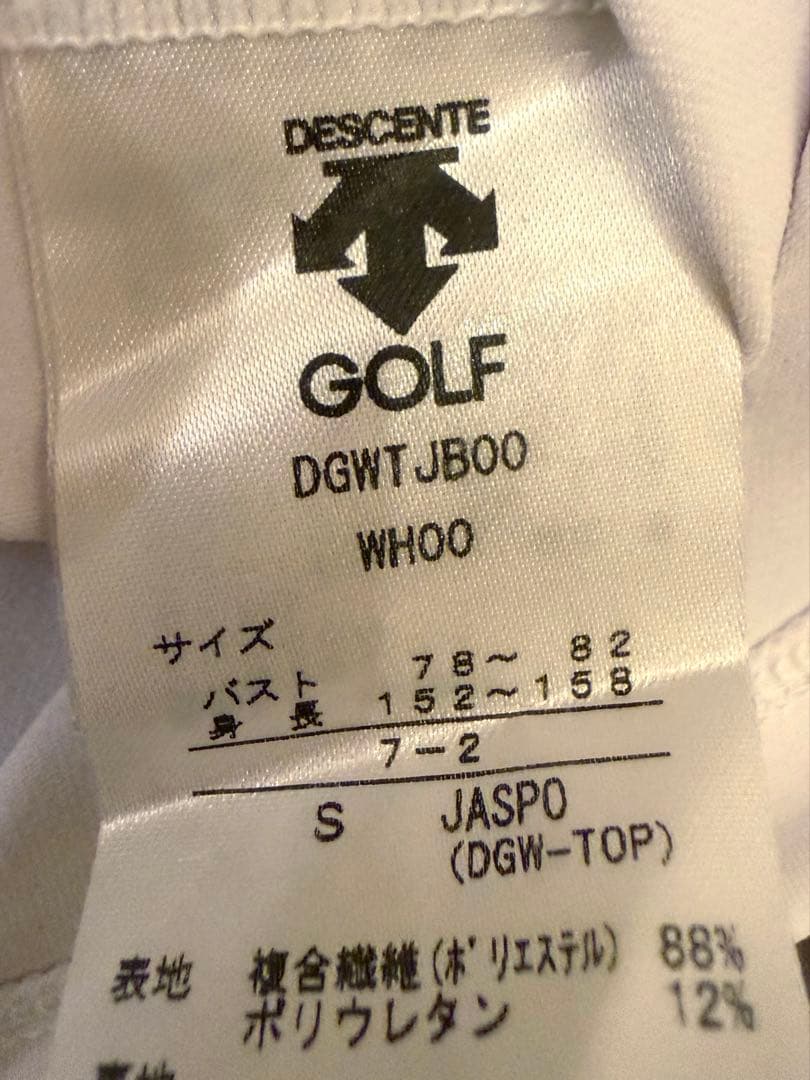 DESCENTE
GOLF
DGWTJB00
WH00
サイズ
バスト 78～ 82
身長 152～158
7-2
S JASPO
(DGW-TOP)
表地 複合繊維(ポリエステル) 88%
ポリウレタン 12%